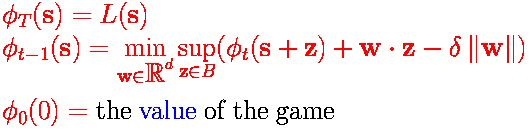 ϕ_T(𝐬) = L(𝐬)
ϕ_{t−1}(𝐬) = min_{𝐰∈ℝ^d} sup_{𝐳∈B} (ϕ_t(𝐬 + 𝐳) + 𝐰 · 𝐳 − δ ‖𝐰‖)
ϕ_0(0) = the value of the game